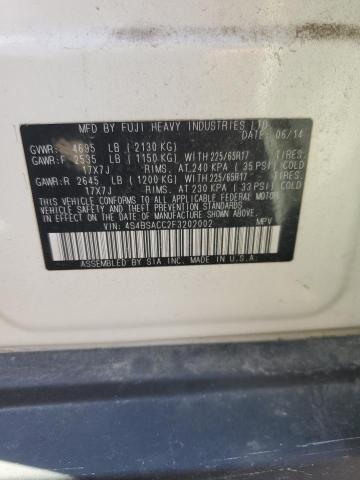 MFD BY FUJI HEAVY INDUSTRIES LTD.
DATE: 06/14
GVWR: 4695 LB ( 2130 KG)
GAWR:F 2535 LB ( 1150 KG) WITH 225/65R17 TIRES.
17X7J RIMS, AT 240 KPA ( 35 PSI) COLD
GAWR:R 2645 LB ( 1200 KG) WITH 225/65R17 TIRES.
17X7J RIMS, AT 230 KPA ( 33 PSI) COLD
THIS VEHICLE CONFORMS TO ALL APPLICABLE FEDERAL MOTOR
VEHICLE SAFETY AND THEFT PREVENTION STANDARDS
IN EFFECT ON THE DATE OF MANUFACTURE SHOWN ABOVE.
VIN: 4S4BSACC2F3202002 MPV
ASSEMBLED BY SIA INC. MADE IN U.S.A.